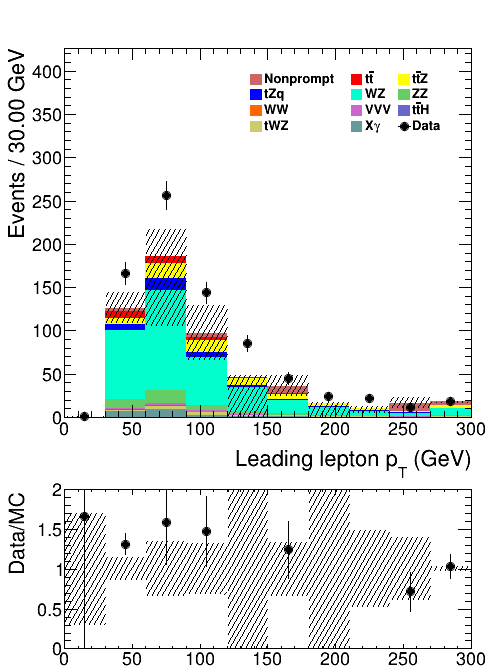 Events / 30.00 GeV
400
350
300
250
200
150
100
50
0
Nonprompt tt̄ tt̄Z
tZq WZ ZZ
WW VVV tt̄H
tWZ Xγ Data
0 50 100 150 200 250 300
Leading lepton p_T (GeV)
Data/MC
2
1.5
1
0.5
0
0 50 100 150 200 250 300